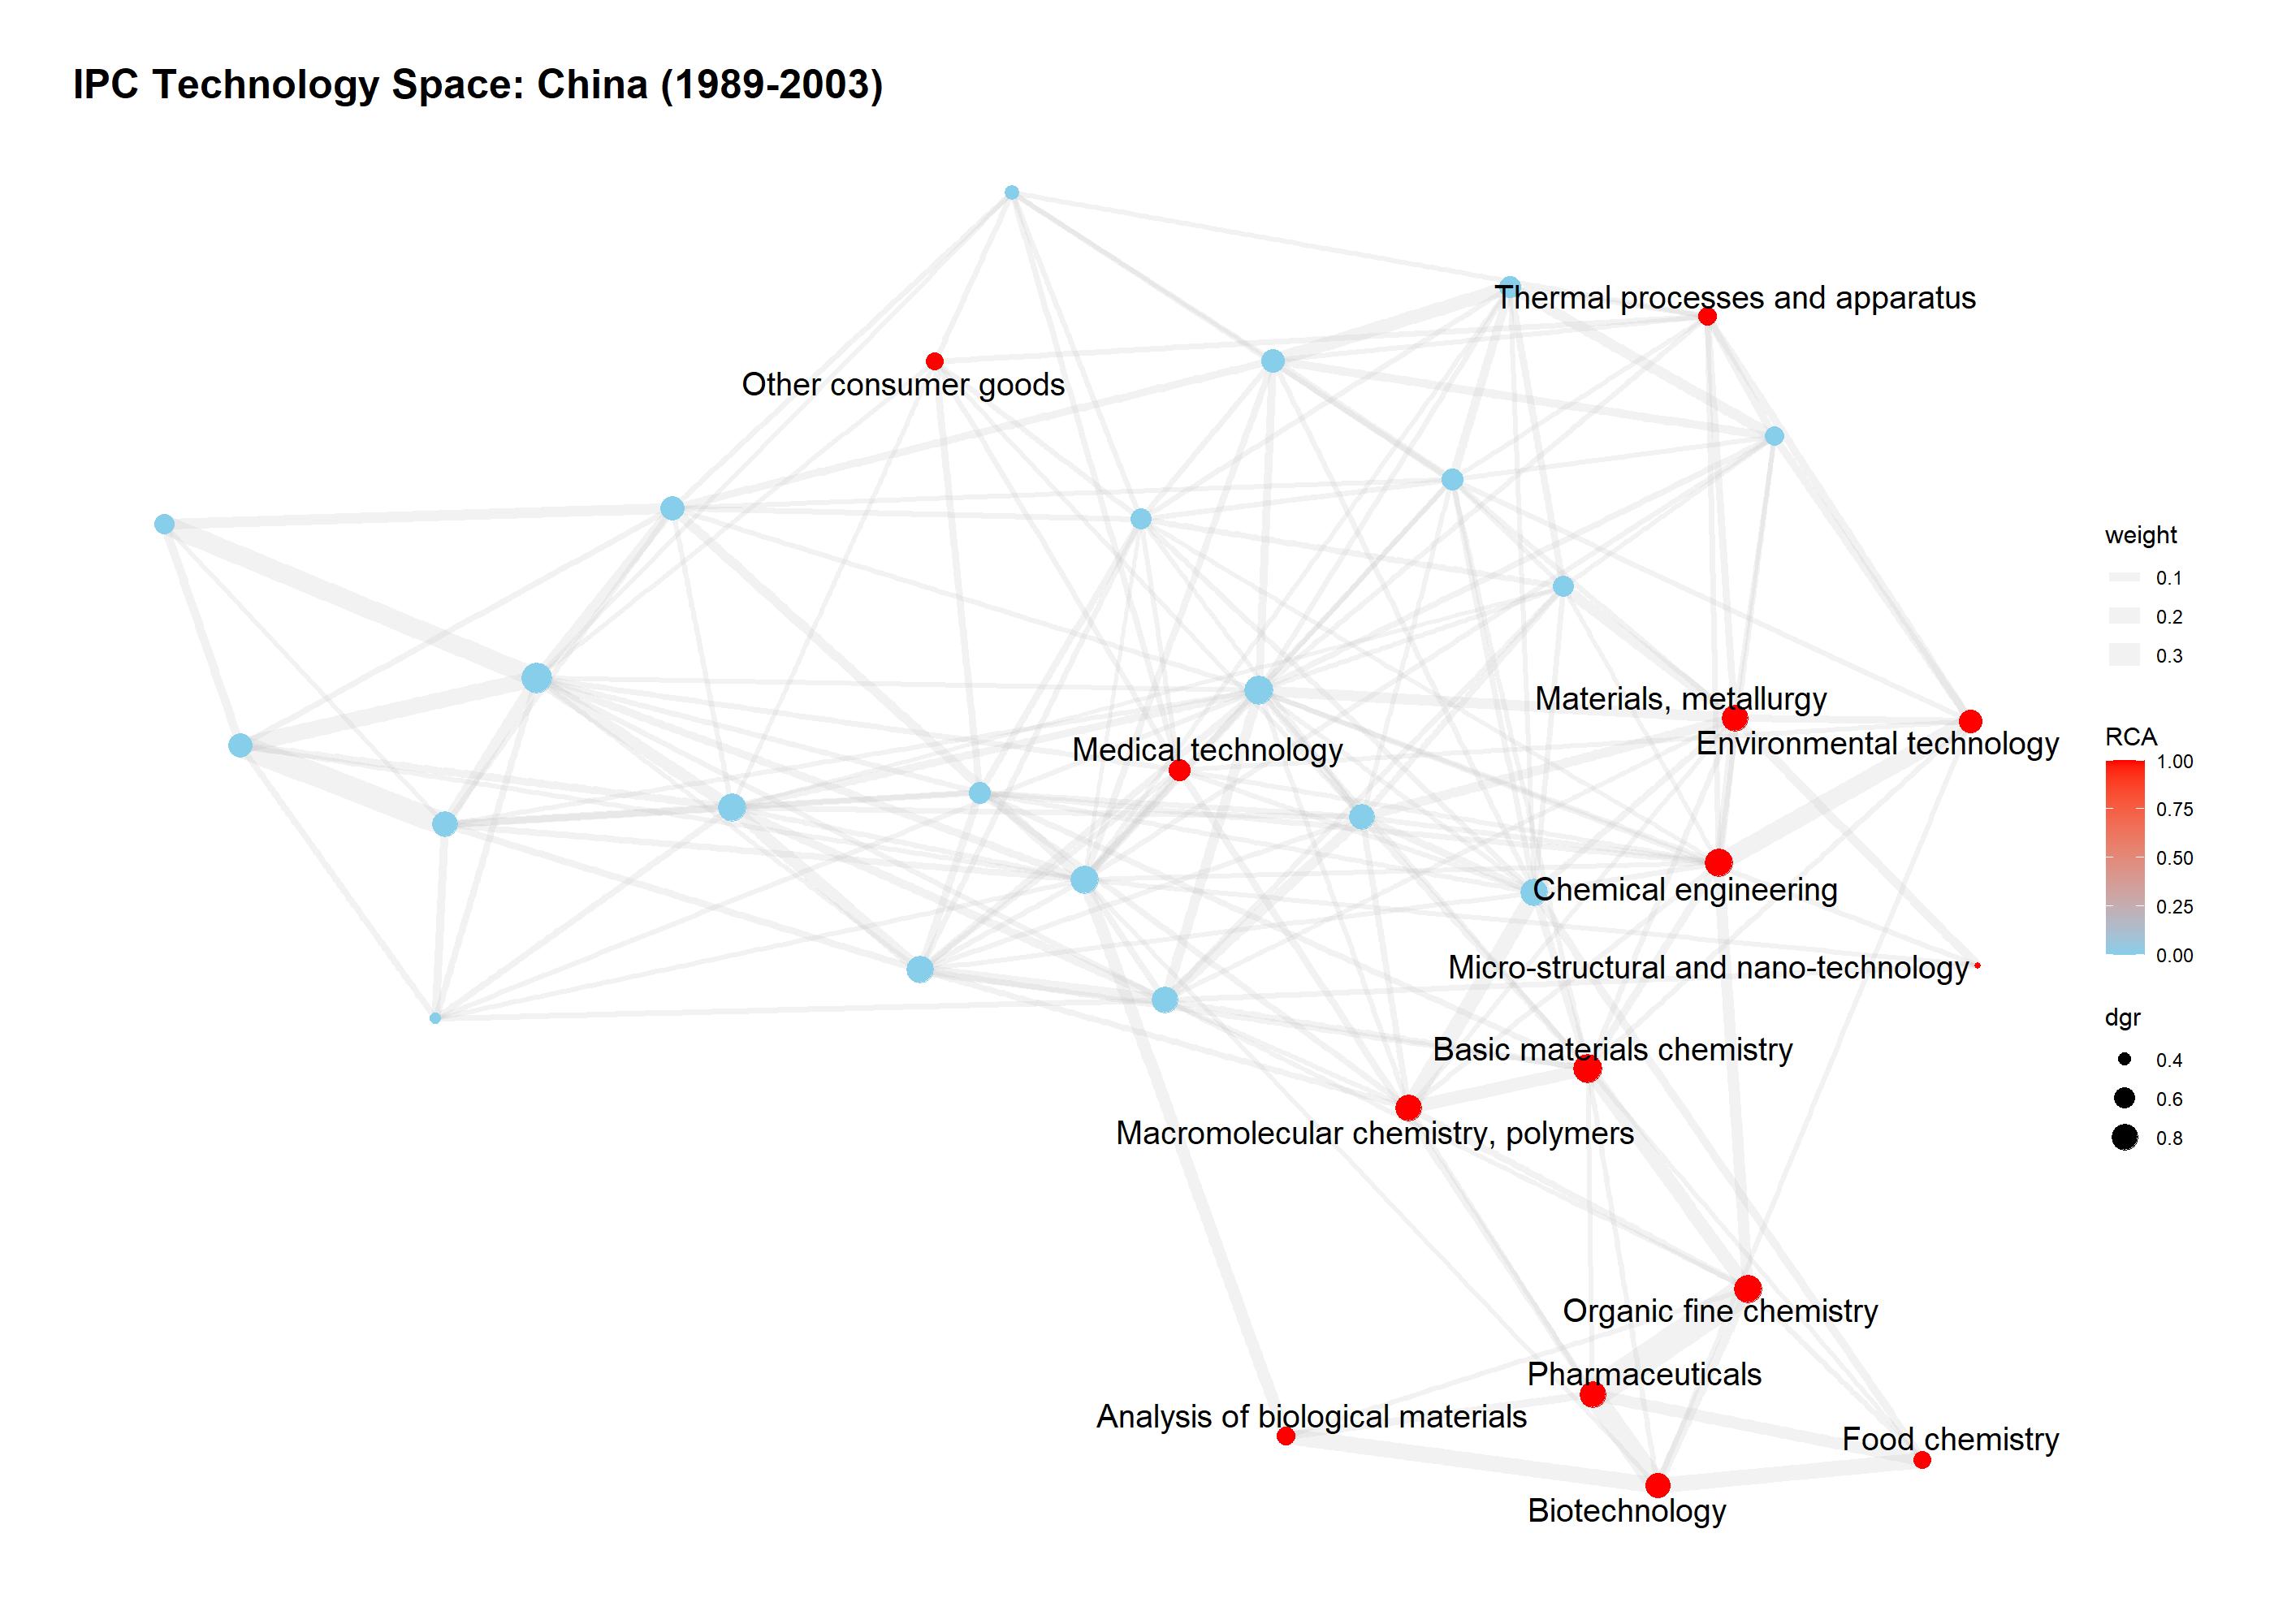 IPC Technology Space: China (1989-2003)
Thermal processes and apparatus
Other consumer goods
Materials, metallurgy
Environmental technology
Medical technology
Chemical engineering
Micro-structural and nano-technology
Basic materials chemistry
Macromolecular chemistry, polymers
Organic fine chemistry
Pharmaceuticals
Analysis of biological materials
Food chemistry
Biotechnology
weight
0.1
0.2
0.3
RCA
1.00
0.75
0.50
0.25
0.00
dgr
0.4
0.6
0.8